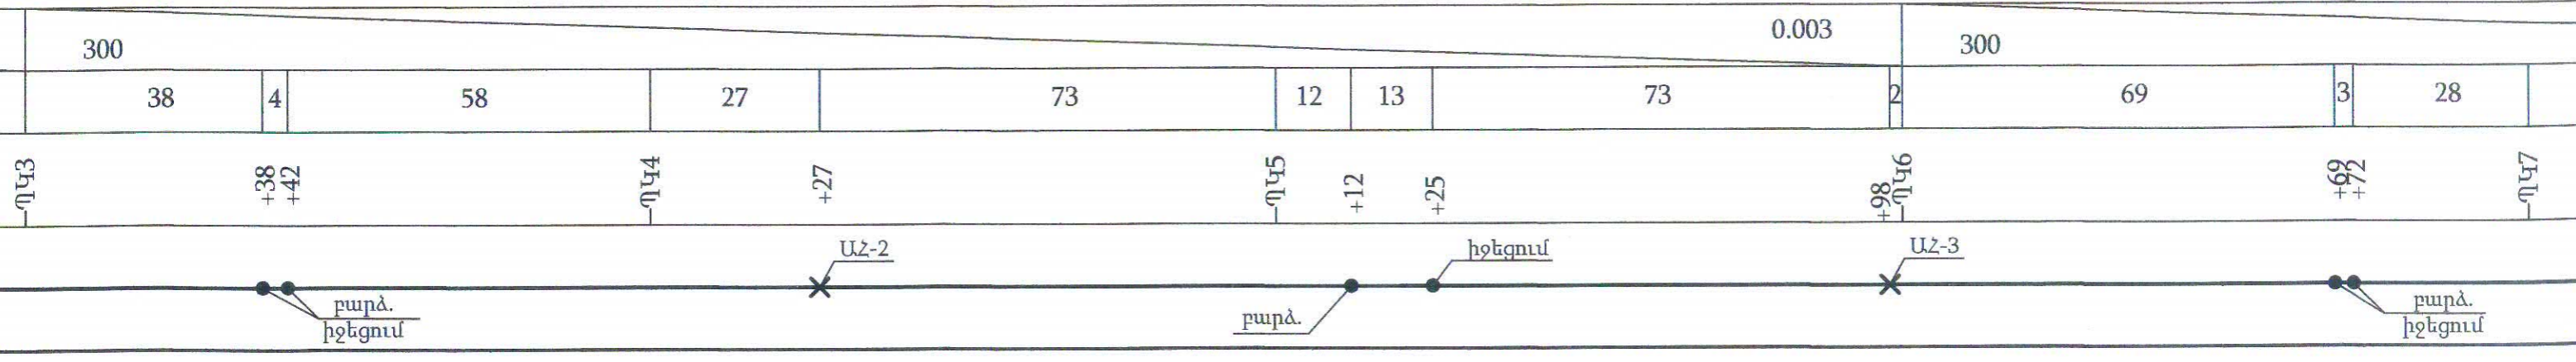 0.003
300 300
38 4 58 27 73 12 13 73 2 69 3 28
ՊԿ3 +38 +42 ՊԿ4 +27 ՊԿ5 +12 +25 +98 ՊԿ6 +69 +72 ՊԿ7
ԱՀ-2 իջեցում ԱՀ-3
բարձ. բարձ. բարձ.
իջեցում իջեցում